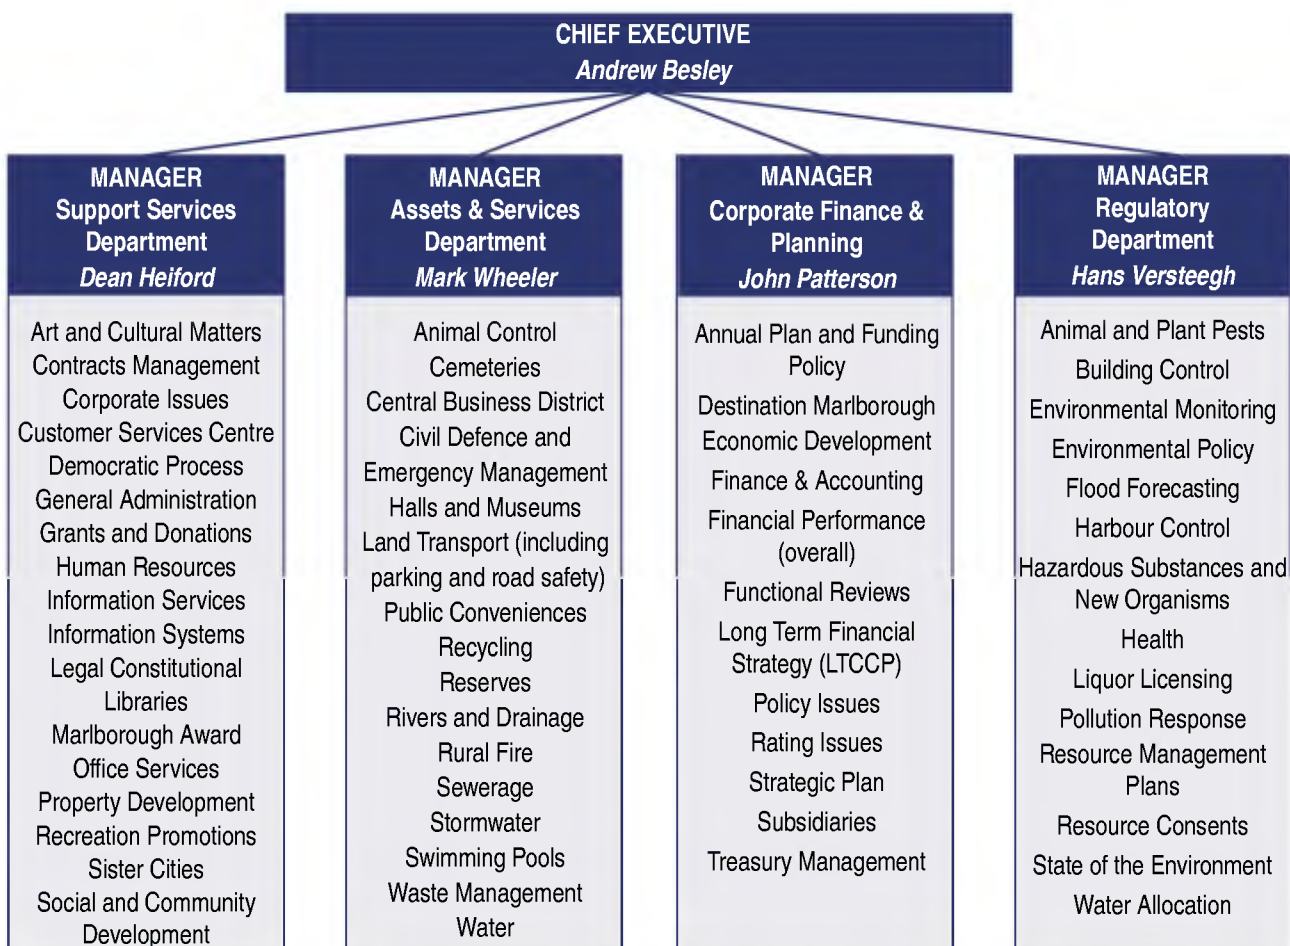 CHIEF EXECUTIVE
Andrew Besley
MANAGER
Support Services
Department
Dean Heiford
Art and Cultural Matters
Contracts Management
Corporate Issues
Customer Services Centre
Democratic Process
General Administration
Grants and Donations
Human Resources
Information Services
Information Systems
Legal Constitutional
Libraries
Marlborough Award
Office Services
Property Development
Recreation Promotions
Sister Cities
Social and Community
Development
MANAGER
Assets & Services
Department
Mark Wheeler
Animal Control
Cemeteries
Central Business District
Civil Defence and
Emergency Management
Halls and Museums
Land Transport (including
parking and road safety)
Public Conveniences
Recycling
Reserves
Rivers and Drainage
Rural Fire
Sewerage
Stormwater
Swimming Pools
Waste Management
Water
MANAGER
Corporate Finance &
Planning
John Patterson
Annual Plan and Funding
Policy
Destination Marlborough
Economic Development
Finance & Accounting
Financial Performance
(overall)
Functional Reviews
Long Term Financial
Strategy (LTCCP)
Policy Issues
Rating Issues
Strategic Plan
Subsidiaries
Treasury Management
MANAGER
Regulatory
Department
Hans Versteegh
Animal and Plant Pests
Building Control
Environmental Monitoring
Environmental Policy
Flood Forecasting
Harbour Control
Hazardous Substances and
New Organisms
Health
Liquor Licensing
Pollution Response
Resource Management
Plans
Resource Consents
State of the Environment
Water Allocation